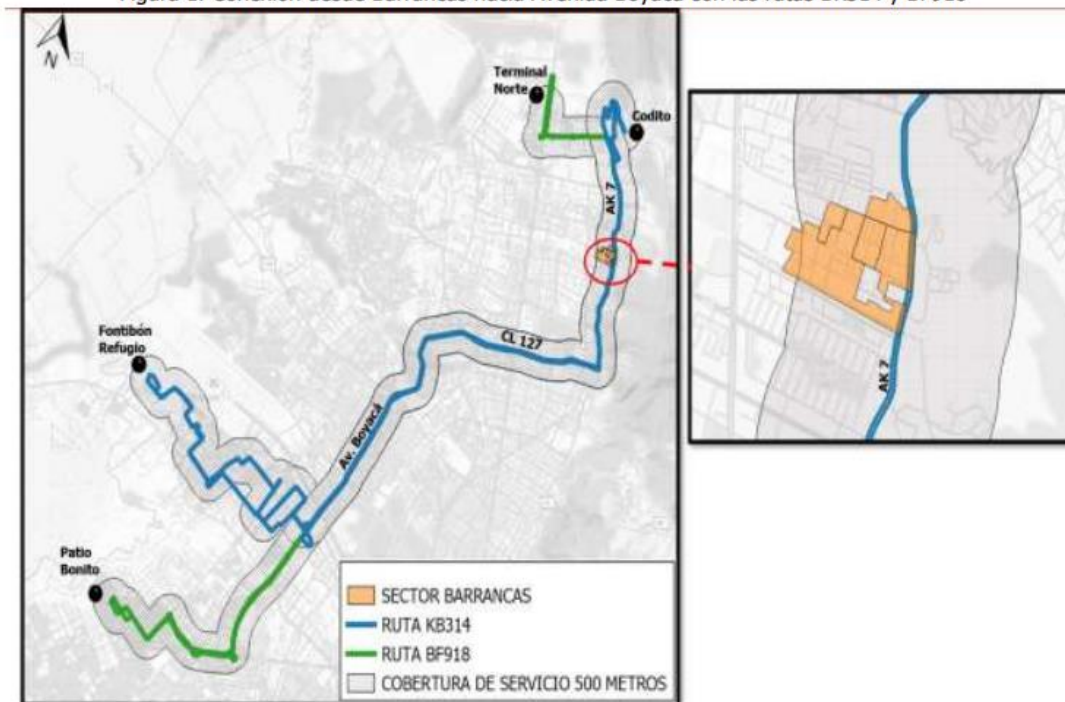 N
Terminal
Norte
Codito
AK 7
CL 127
Fontibón
Refugio
Av. Boyacá
Patio
Bonito
SECTOR BARRANCAS
RUTA KB314
RUTA BF918
COBERTURA DE SERVICIO 500 METROS
AK 7